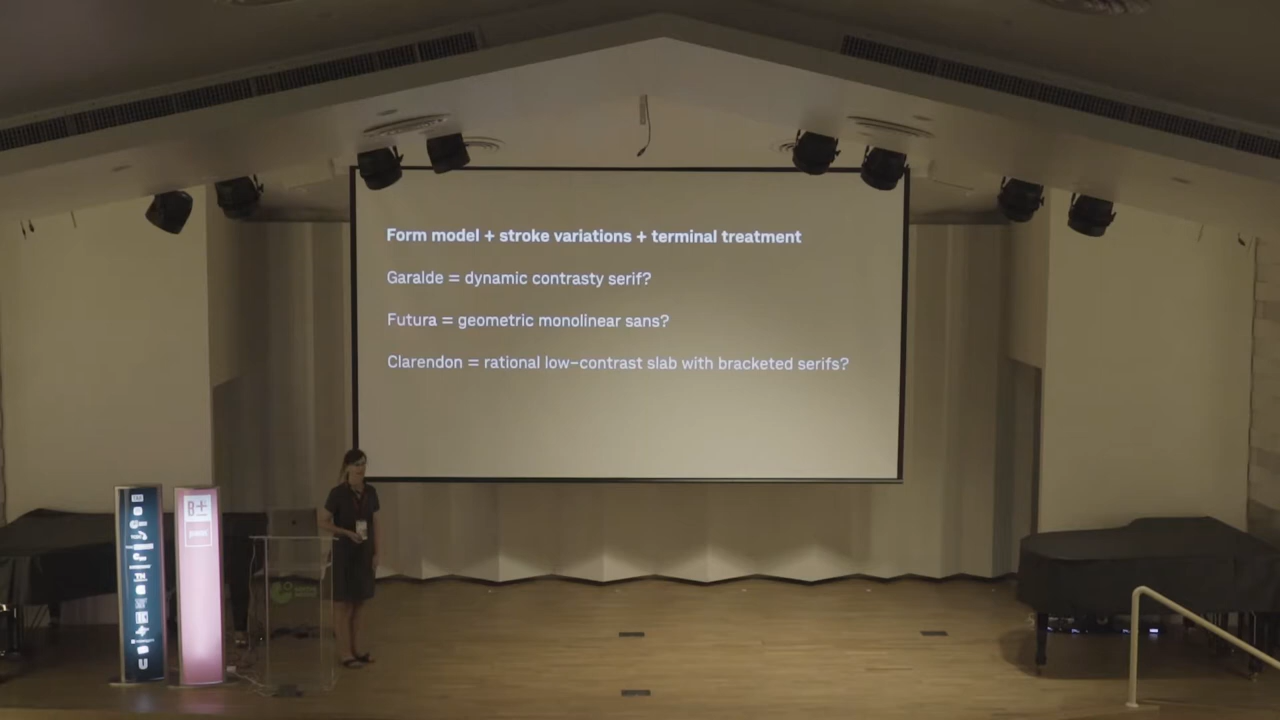 Form model + stroke variations + terminal treatment
Garalde = dynamic contrasty serif?
Futura = geometric monolinear sans?
Clarendon = rational low-contrast slab with bracketed serifs?
B+